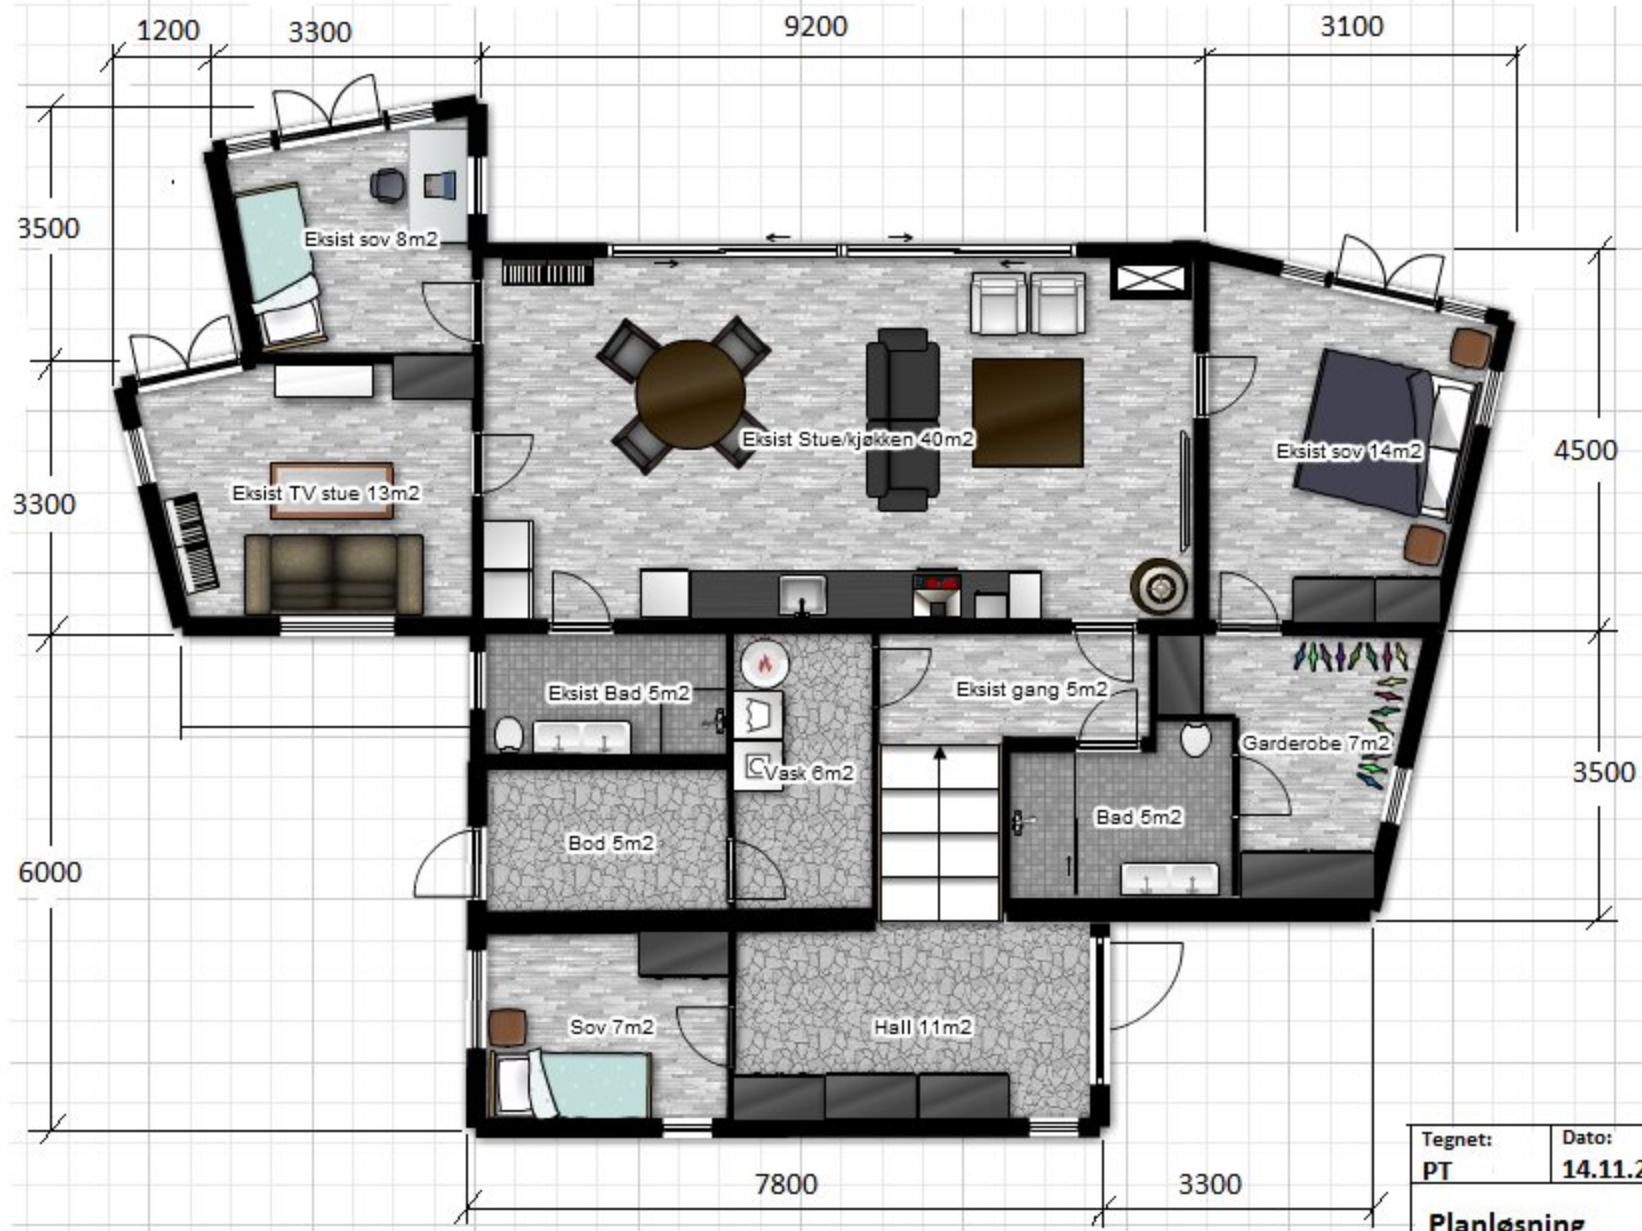 1200
3300
9200
3100
3500
Eksist sov 8m2
Eksist Stue/kjøkken 40m2
Eksist sov 14m2
4500
Eksist TV stue 13m2
3300
Eksist Bad 5m2
Eksist gang 5m2
Garderobe 7m2
Vask 6m2
3500
Bad 5m2
Bod 5m2
6000
Sov 7m2
Hall 11m2
7800
3300
Tegnet:
PT
Dato:
14.11.2
Planløsning